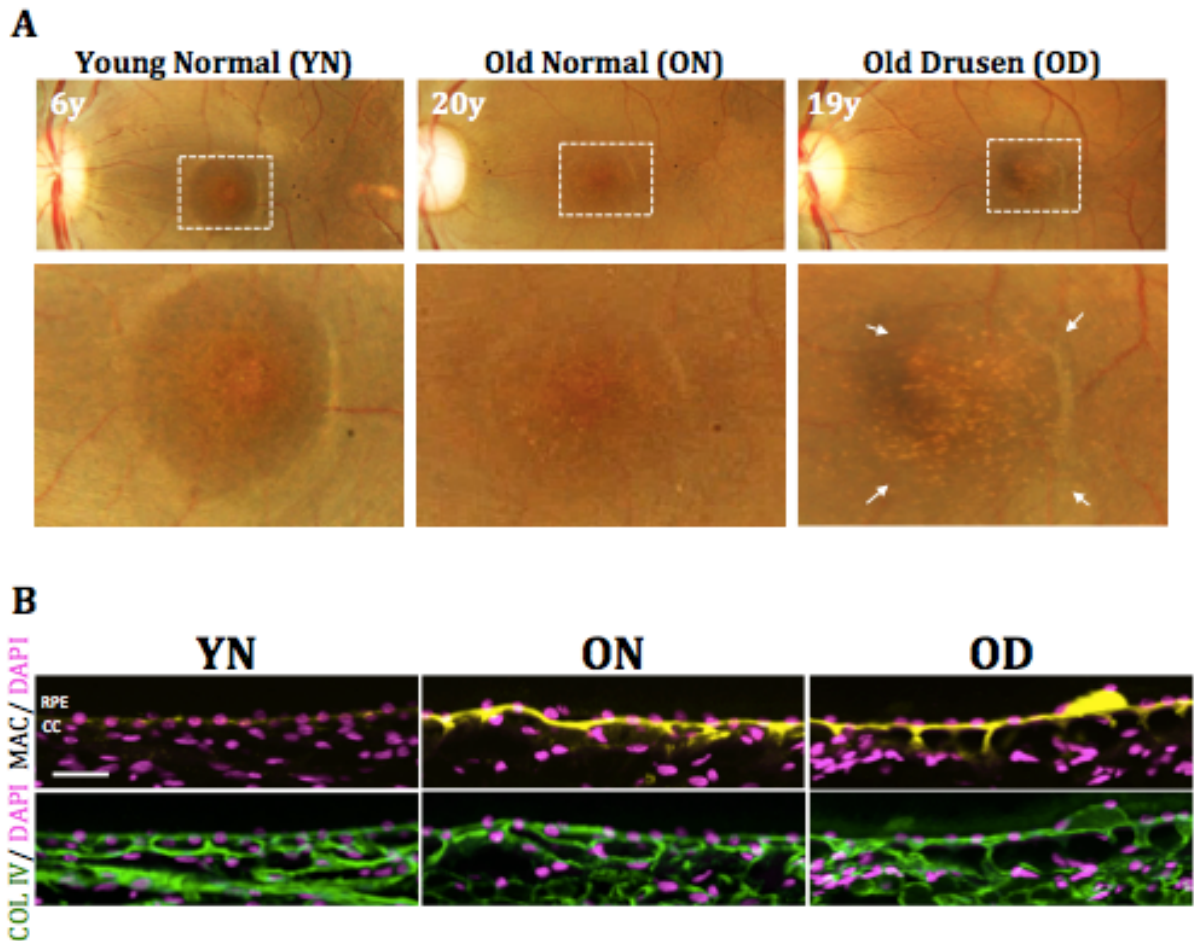 A
Young Normal (YN) Old Normal (ON) Old Drusen (OD)
6y 20y 19y
B
YN ON OD
MAC/ DAPI
RPE
CC
COL IV/ DAPI